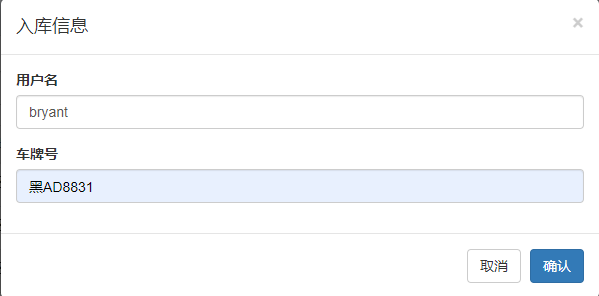 入库信息
×
用户名
bryant
车牌号
黑AD8831
取消
确认